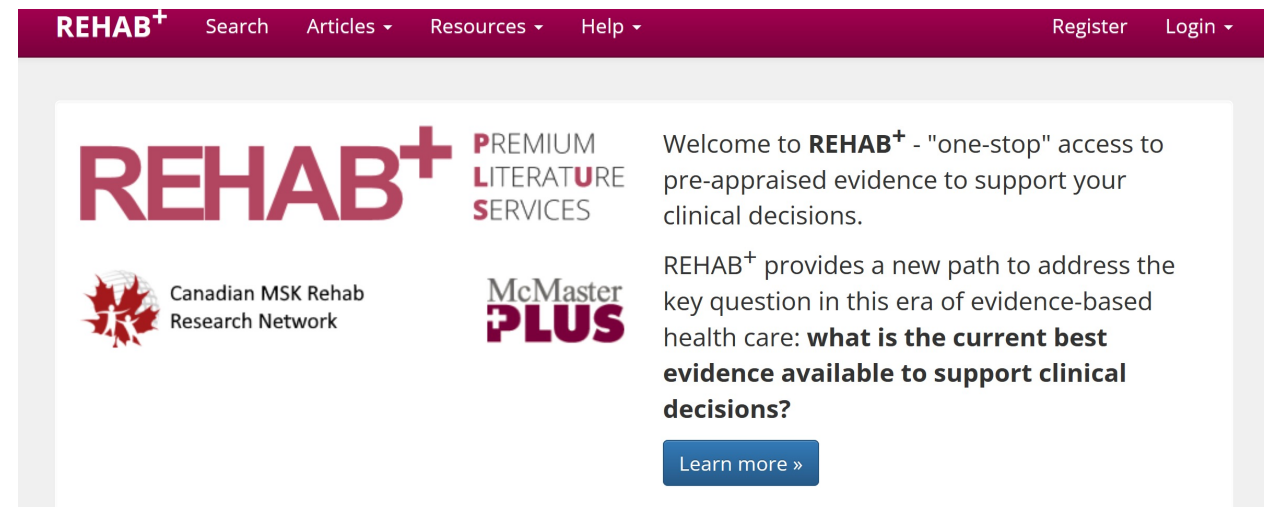 REHAB+ Search Articles Resources Help Register Login
REHAB+
PREMIUM
LITERATURE
SERVICES
Canadian MSK Rehab
Research Network
McMaster
PLUS
Welcome to REHAB+ - "one-stop" access to
pre-appraised evidence to support your
clinical decisions.
REHAB+ provides a new path to address the
key question in this era of evidence-based
health care: what is the current best
evidence available to support clinical
decisions?
Learn more »